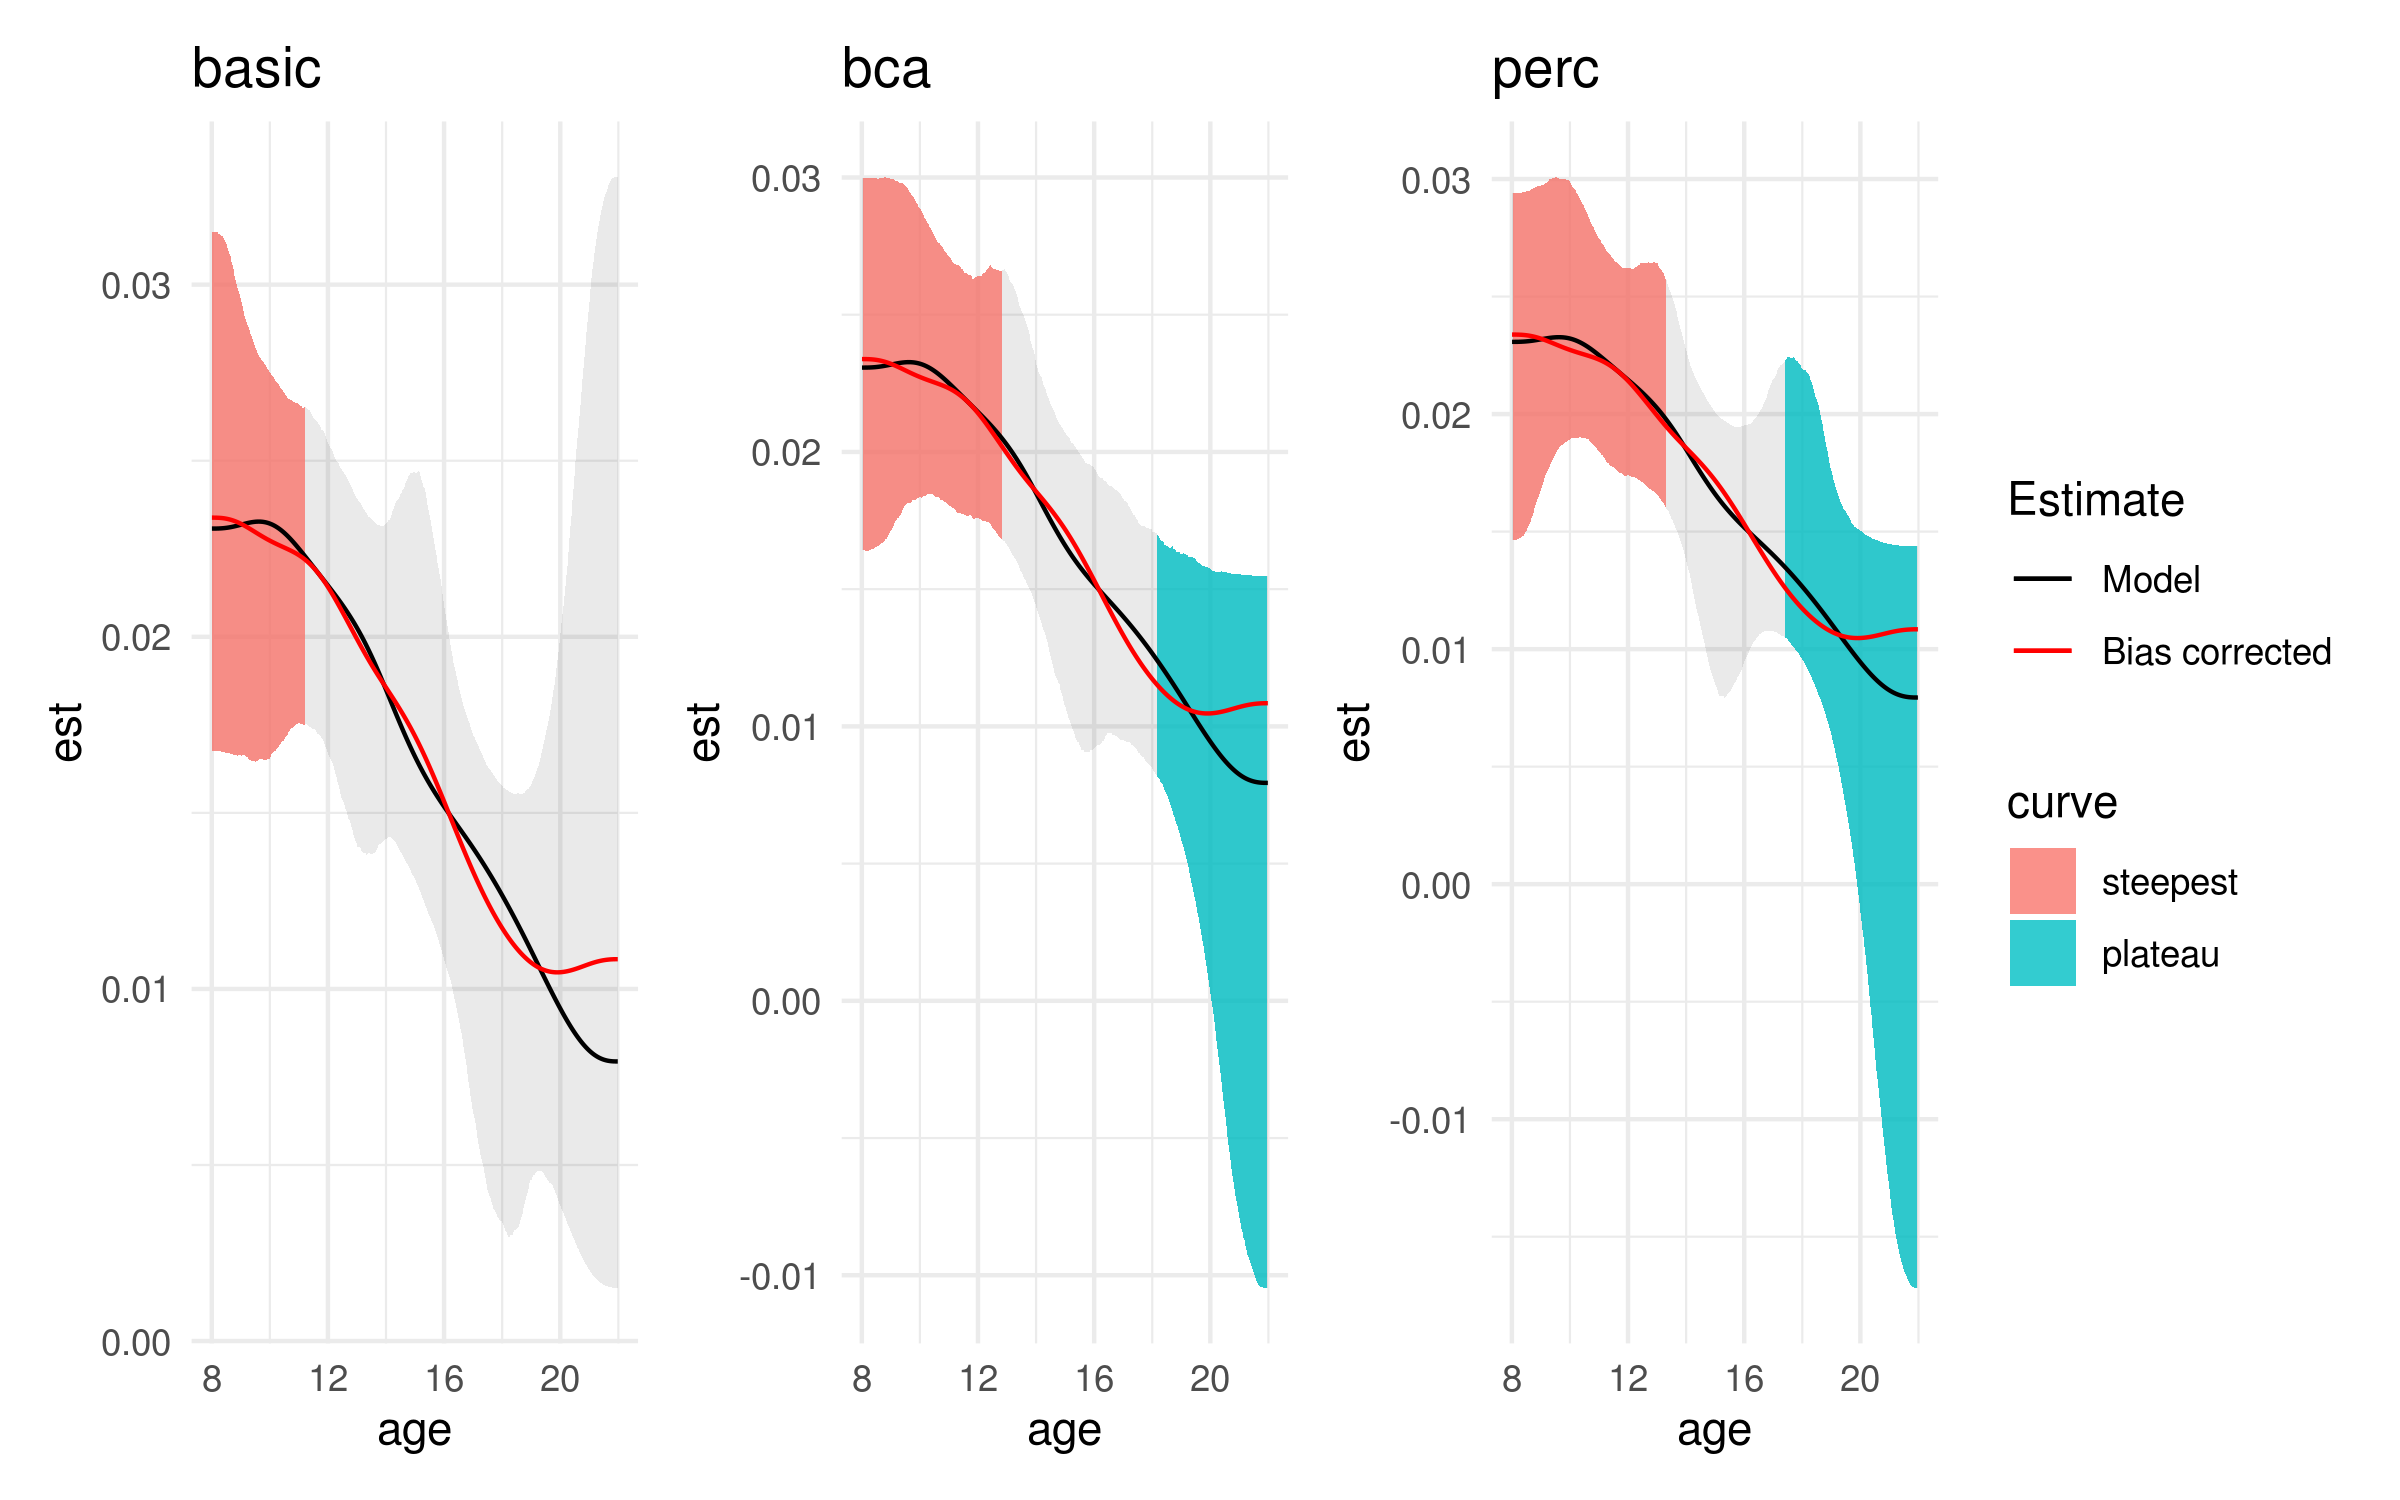 basic
0.03
0.02
0.01
0.00
est
8 12 16 20
age
bca
0.03
0.02
0.01
0.00
-0.01
est
8 12 16 20
age
perc
0.03
0.02
0.01
0.00
-0.01
est
8 12 16 20
age
Estimate
Model
Bias corrected
curve
steepest
plateau